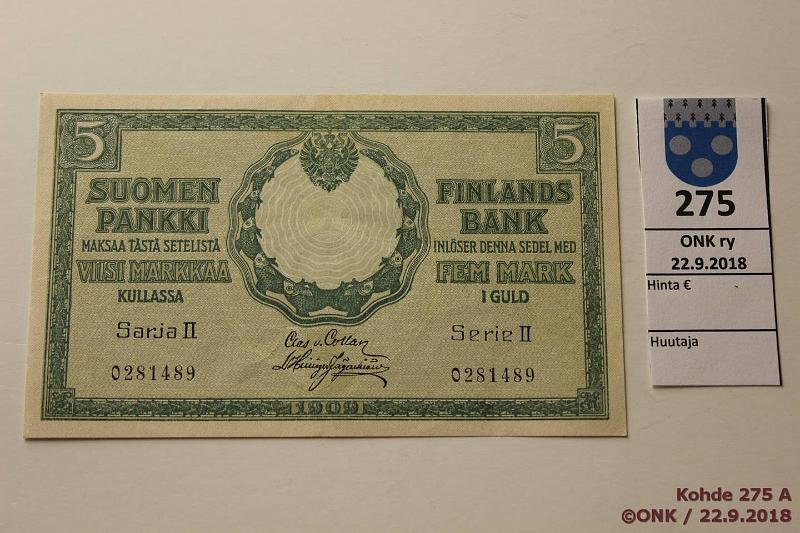 5
5
SUOMEN
PANKKI
MAKSAA TÄSTÄ SETELISTÄ
VIISI MARKKAA
KULLASSA
Sarja II
0281489
FINLANDS
BANK
INLÖSER DENNA SEDEL MED
FEM MARK
I GULD
Serie II
0281489
Clas v. Collan
1909
275
ONK ry
22.9.2018
Hinta €
Huutaja
Kohde 275 A
©ONK / 22.9.2018